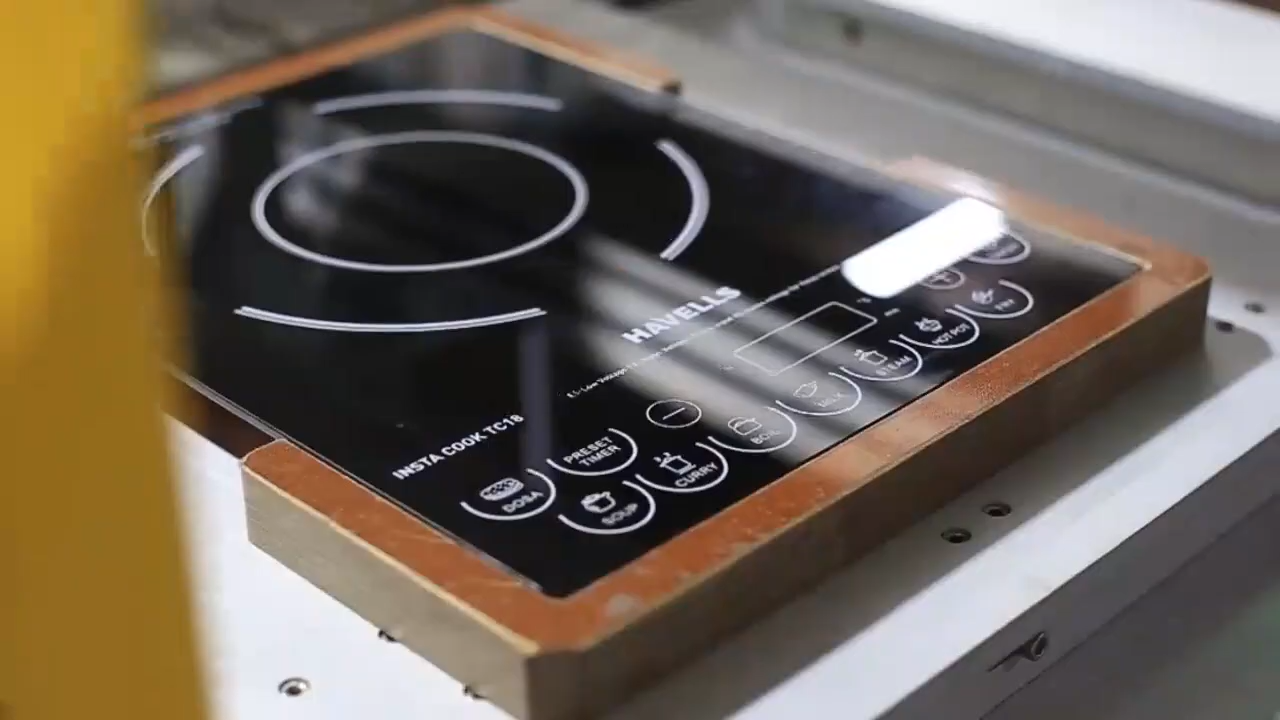 HAVELLS
INSTA COOK TC18
PRESET
TIMER
DOSA
SOUP
CURRY
BOIL
MILK
STEAM
HOT POT
FRY